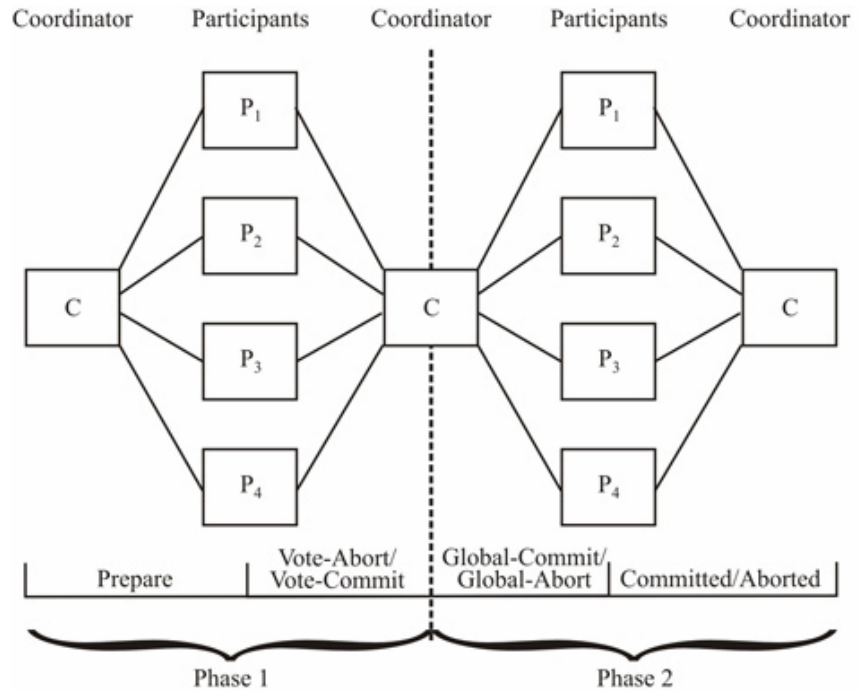 Coordinator Participants Coordinator Participants Coordinator
P1 P1
P2 P2
C C C
P3 P3
P4 P4
Vote-Abort/ Global-Commit/
Prepare Vote-Commit Global-Abort Committed/Aborted
Phase 1 Phase 2